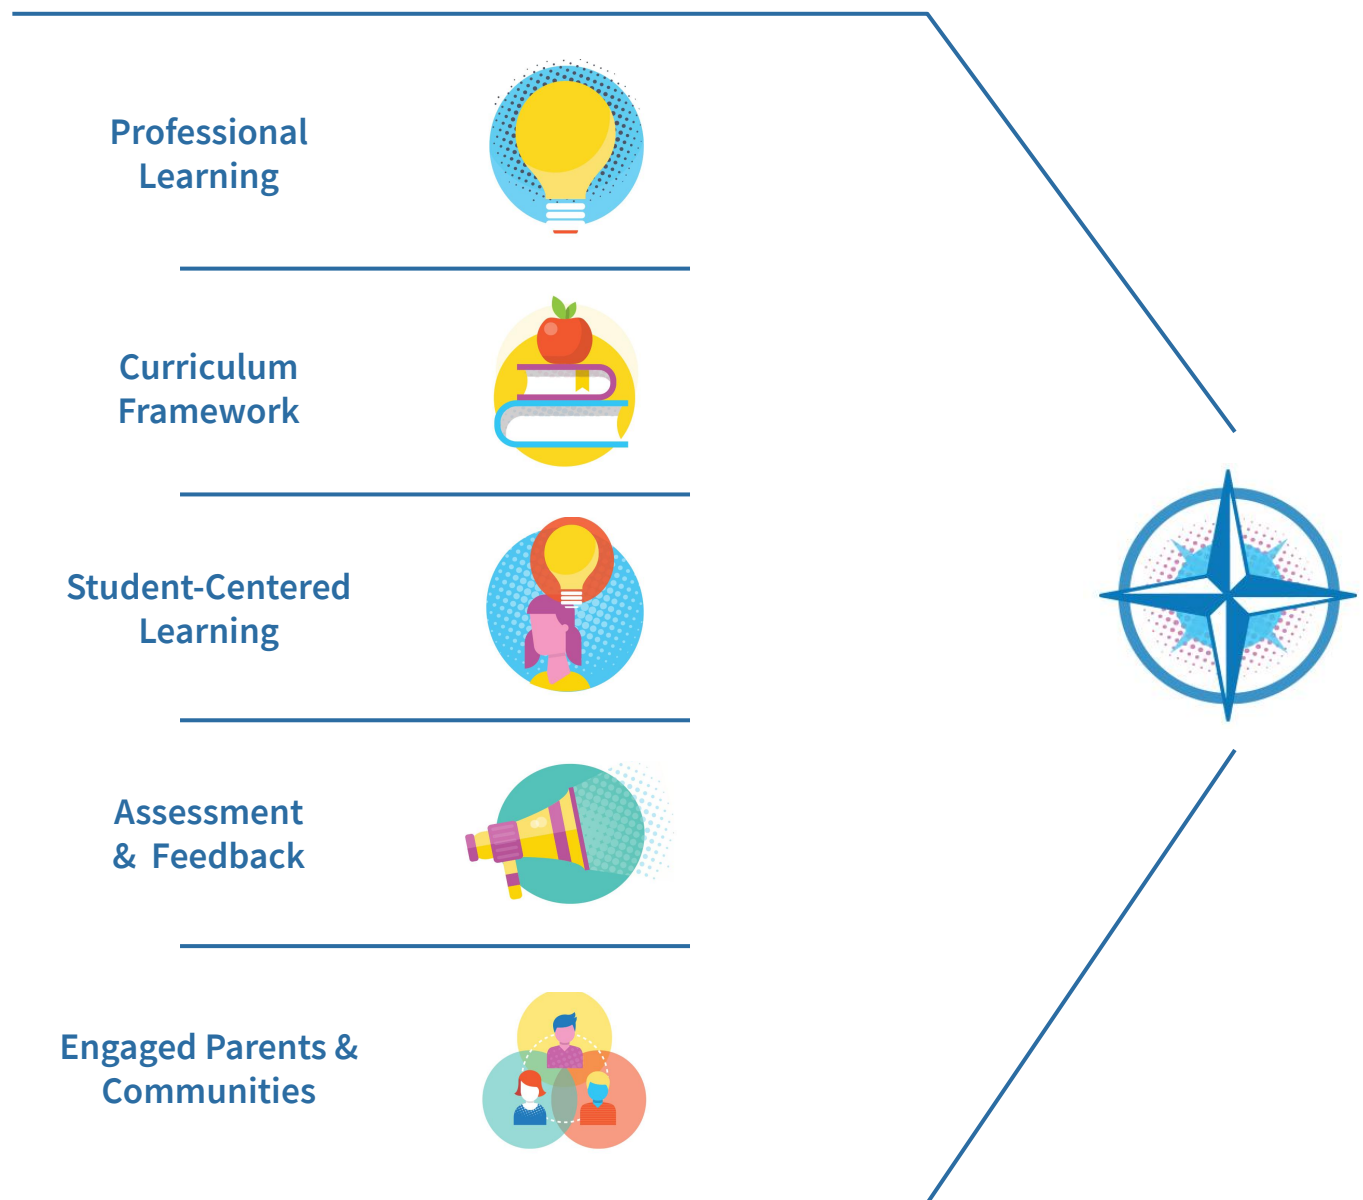 Professional
Learning
Curriculum
Framework
Student-Centered
Learning
Assessment
& Feedback
Engaged Parents &
Communities